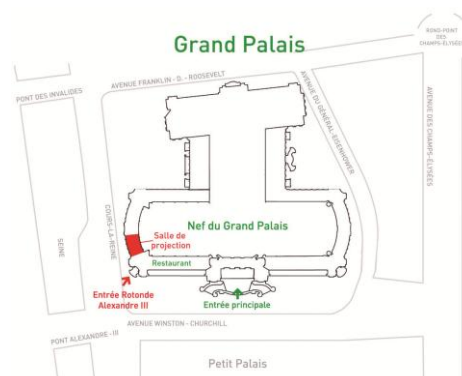 Grand Palais
ROND-POINT
DES
CHAMPS-ÉLYSÉES
PONT DES INVALIDES
AVENUE FRANKLIN - D. - ROOSEVELT
AVENUE DU GÉNÉRAL-EISENHOWER
AVENUE DES CHAMPS-ÉLYSÉES
SEINE
COURS-LA-REINE
Nef du Grand Palais
Salle de
projection
Restaurant
Entrée Rotonde
Alexandre III
Entrée principale
AVENUE WINSTON - CHURCHILL
PONT ALEXANDRE-III
Petit Palais